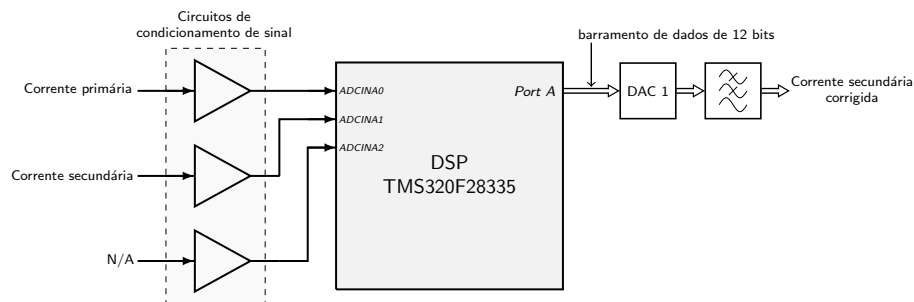 Circuitos de
condicionamento de sinal
barramento de dados de 12 bits
Corrente primária
ADCINA0
Port A
DAC 1
Corrente secundária
corrigida
ADCINA1
ADCINA2
DSP
TMS320F28335
Corrente secundária
N/A